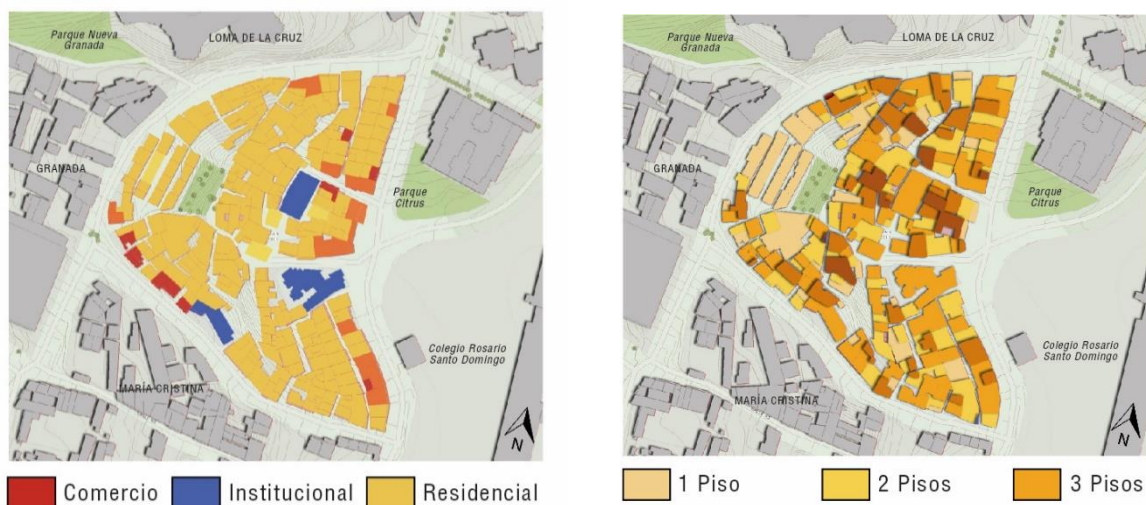 Parque Nueva
Granada
LOMA DE LA CRUZ
GRANADA
Parque
Citrus
Colegio Rosario
Santo Domingo
MARÍA CRISTINA
N
Comercio
Institucional
Residencial
Parque Nueva
Granada
LOMA DE LA CRUZ
GRANADA
Parque
Citrus
Colegio Rosario
Santo Domingo
MARÍA CRISTINA
N
1 Piso
2 Pisos
3 Pisos